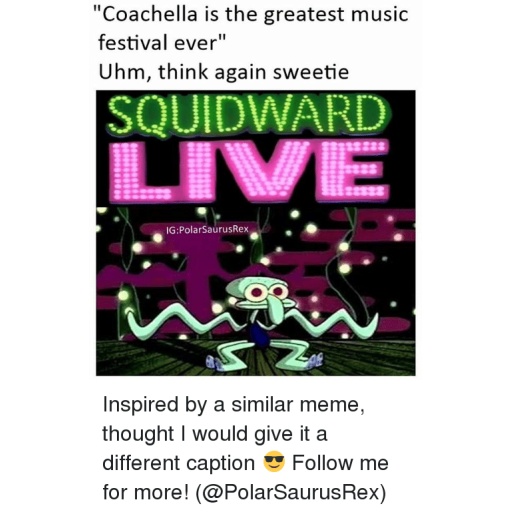 "Coachella is the greatest music
festival ever"
Uhm, think again sweetie
SQUIDWARD
LIVE
IG:PolarSaurusRex
Inspired by a similar meme,
thought I would give it a
different caption 😎 Follow me
for more! (@PolarSaurusRex)